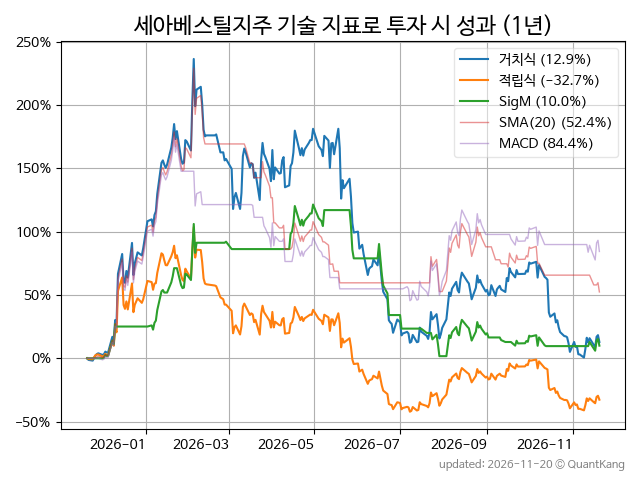 세아베스틸지주 기술 지표로 투자 시 성과 (1년)
250%
200%
150%
100%
50%
0%
−50%
거치식 (12.9%)
적립식 (−32.7%)
SigM (10.0%)
SMA(20) (52.4%)
MACD (84.4%)
2026-01
2026-03
2026-05
2026-07
2026-09
2026-11
updated: 2026-11-20 © QuantKang